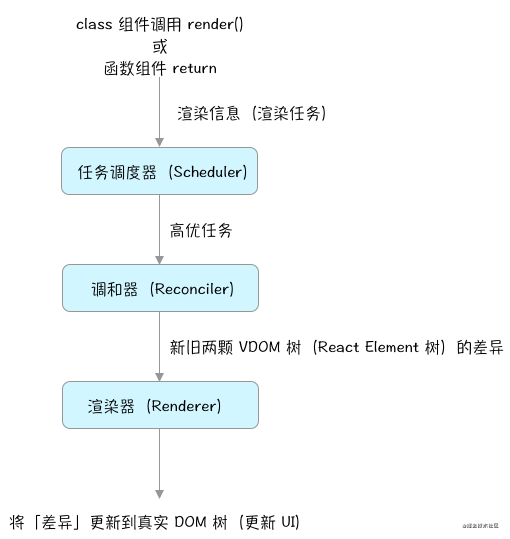 class 组件调用 render()
或
函数组件 return
渲染信息（渲染任务）
任务调度器（Scheduler）
高优任务
调和器（Reconciler）
新旧两颗 VDOM 树（React Element 树）的差异
渲染器（Renderer）
将「差异」更新到真实 DOM 树（更新 UI）
@稀土掘金技术社区